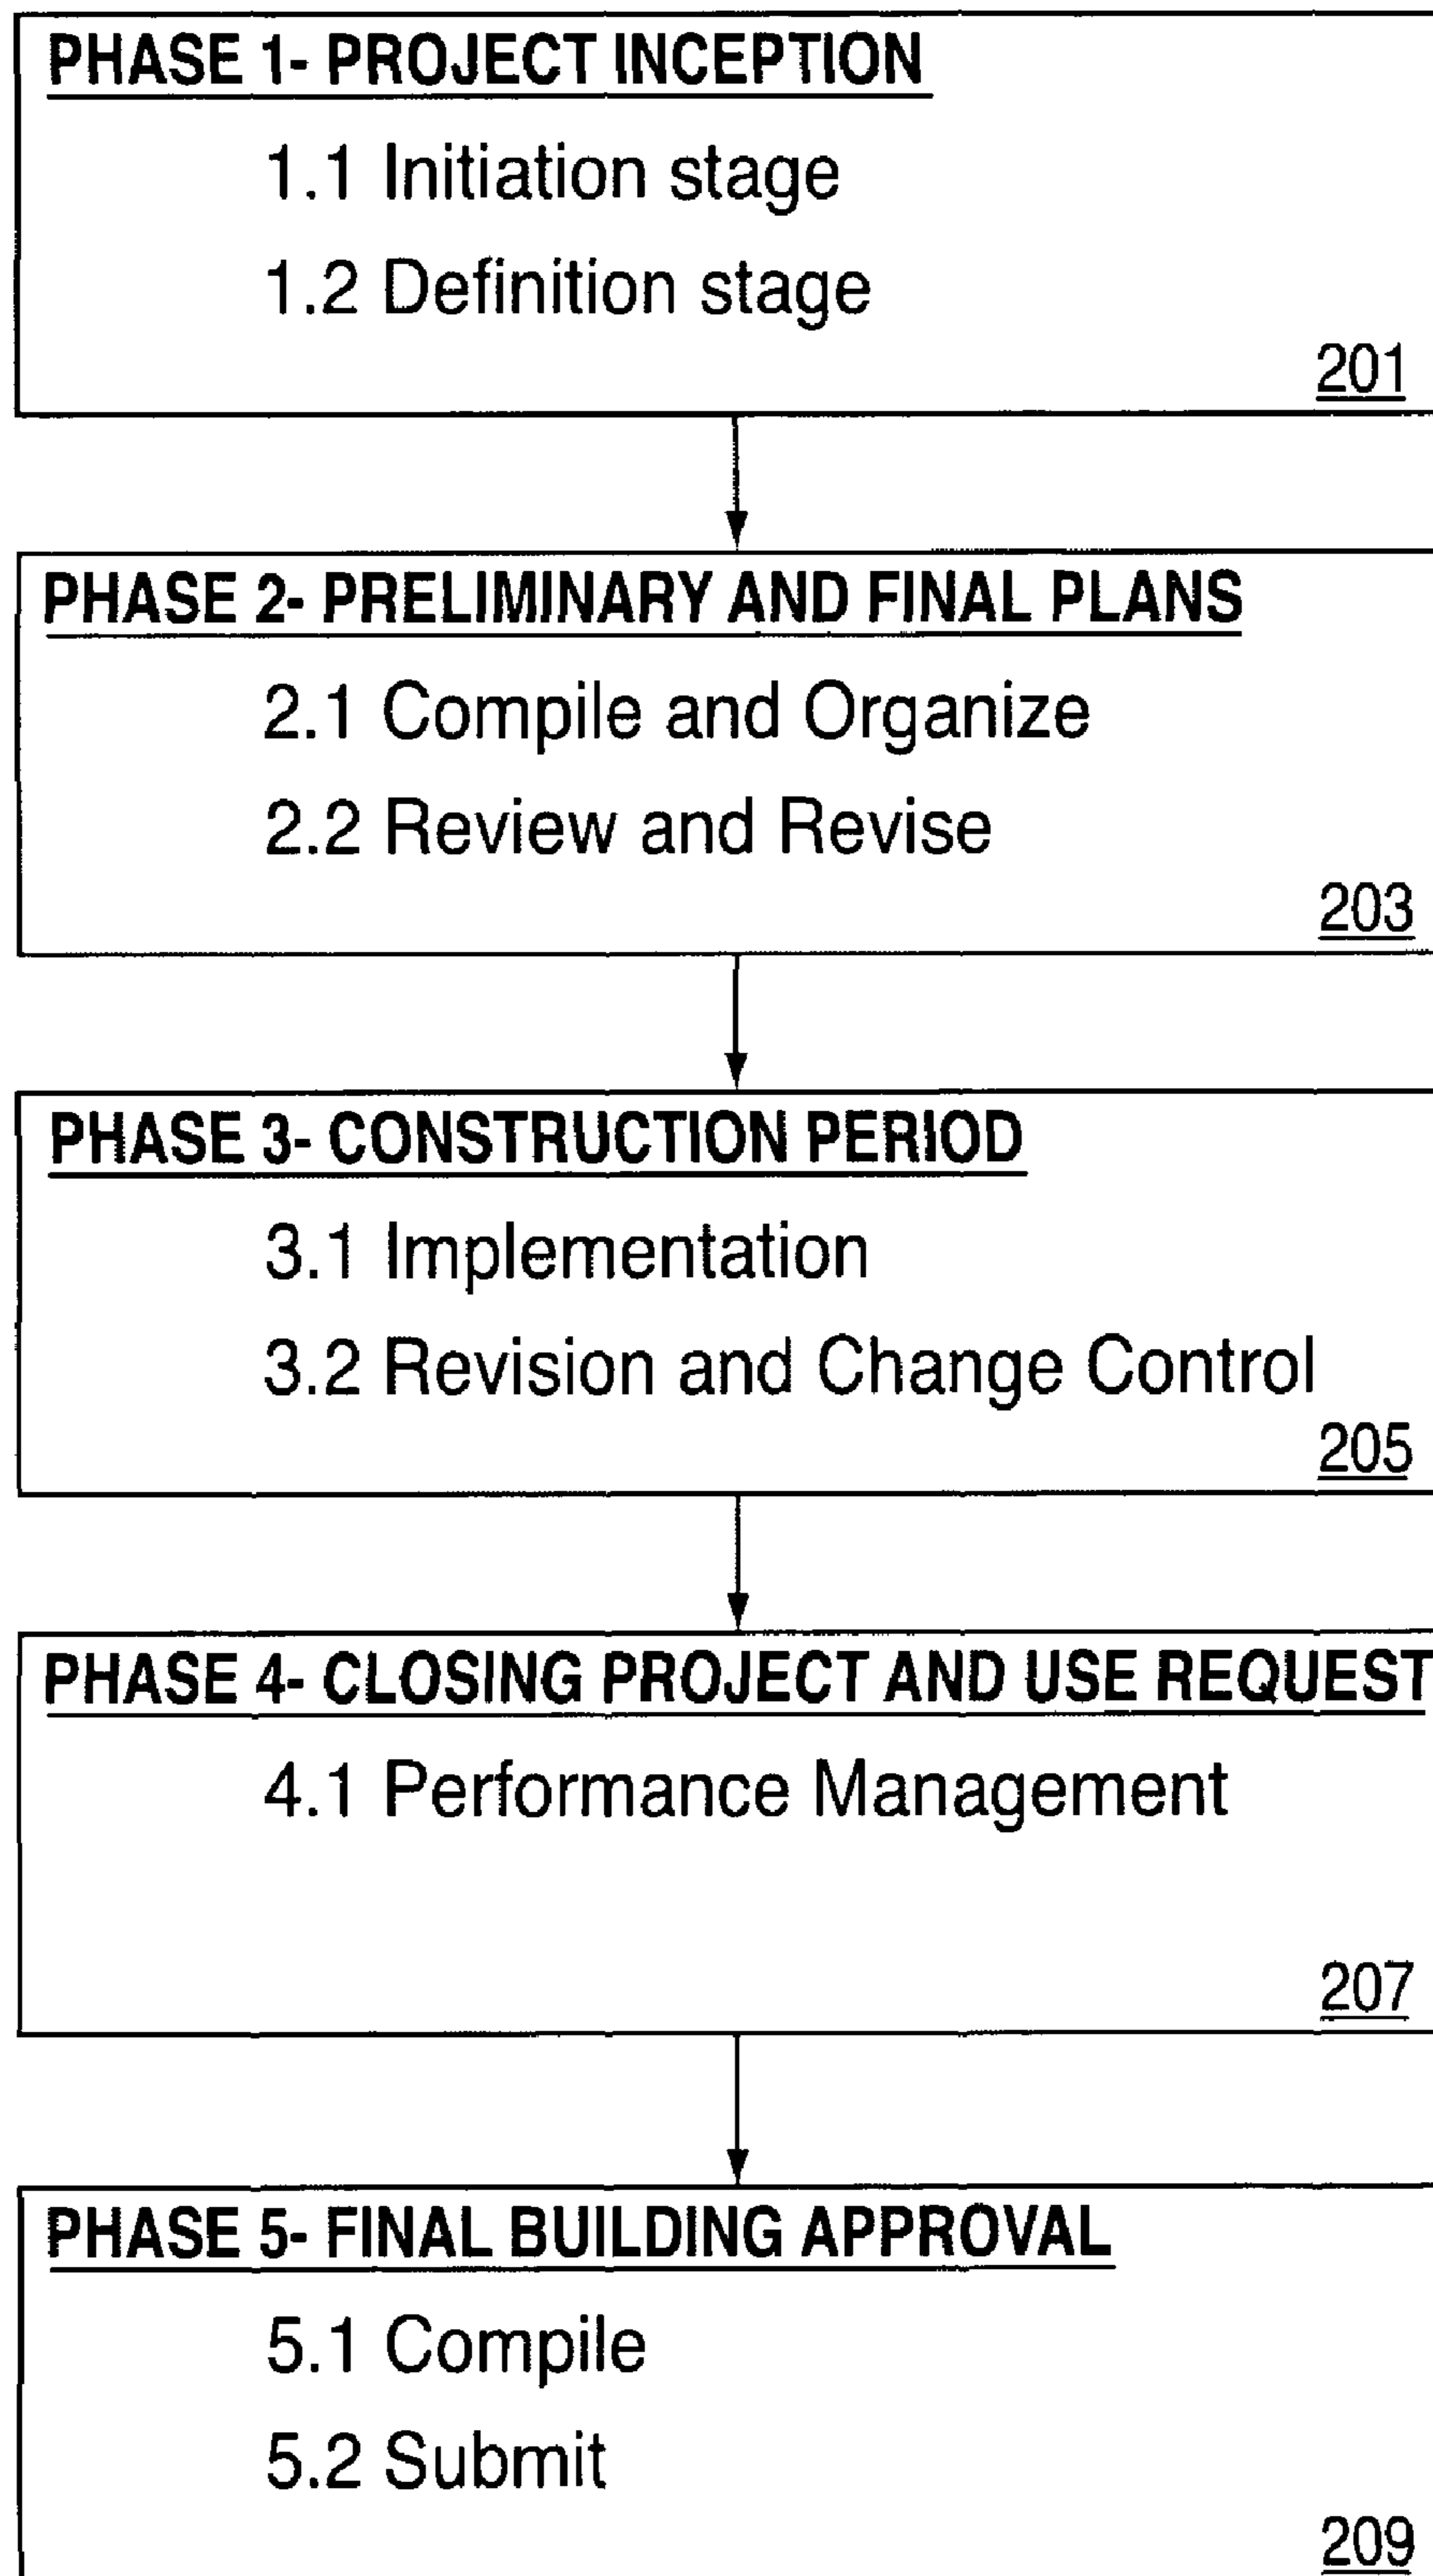 PHASE 1- PROJECT INCEPTION
1.1 Initiation stage
1.2 Definition stage
201
PHASE 2- PRELIMINARY AND FINAL PLANS
2.1 Compile and Organize
2.2 Review and Revise
203
PHASE 3- CONSTRUCTION PERIOD
3.1 Implementation
3.2 Revision and Change Control
205
PHASE 4- CLOSING PROJECT AND USE REQUEST
4.1 Performance Management
207
PHASE 5- FINAL BUILDING APPROVAL
5.1 Compile
5.2 Submit
209